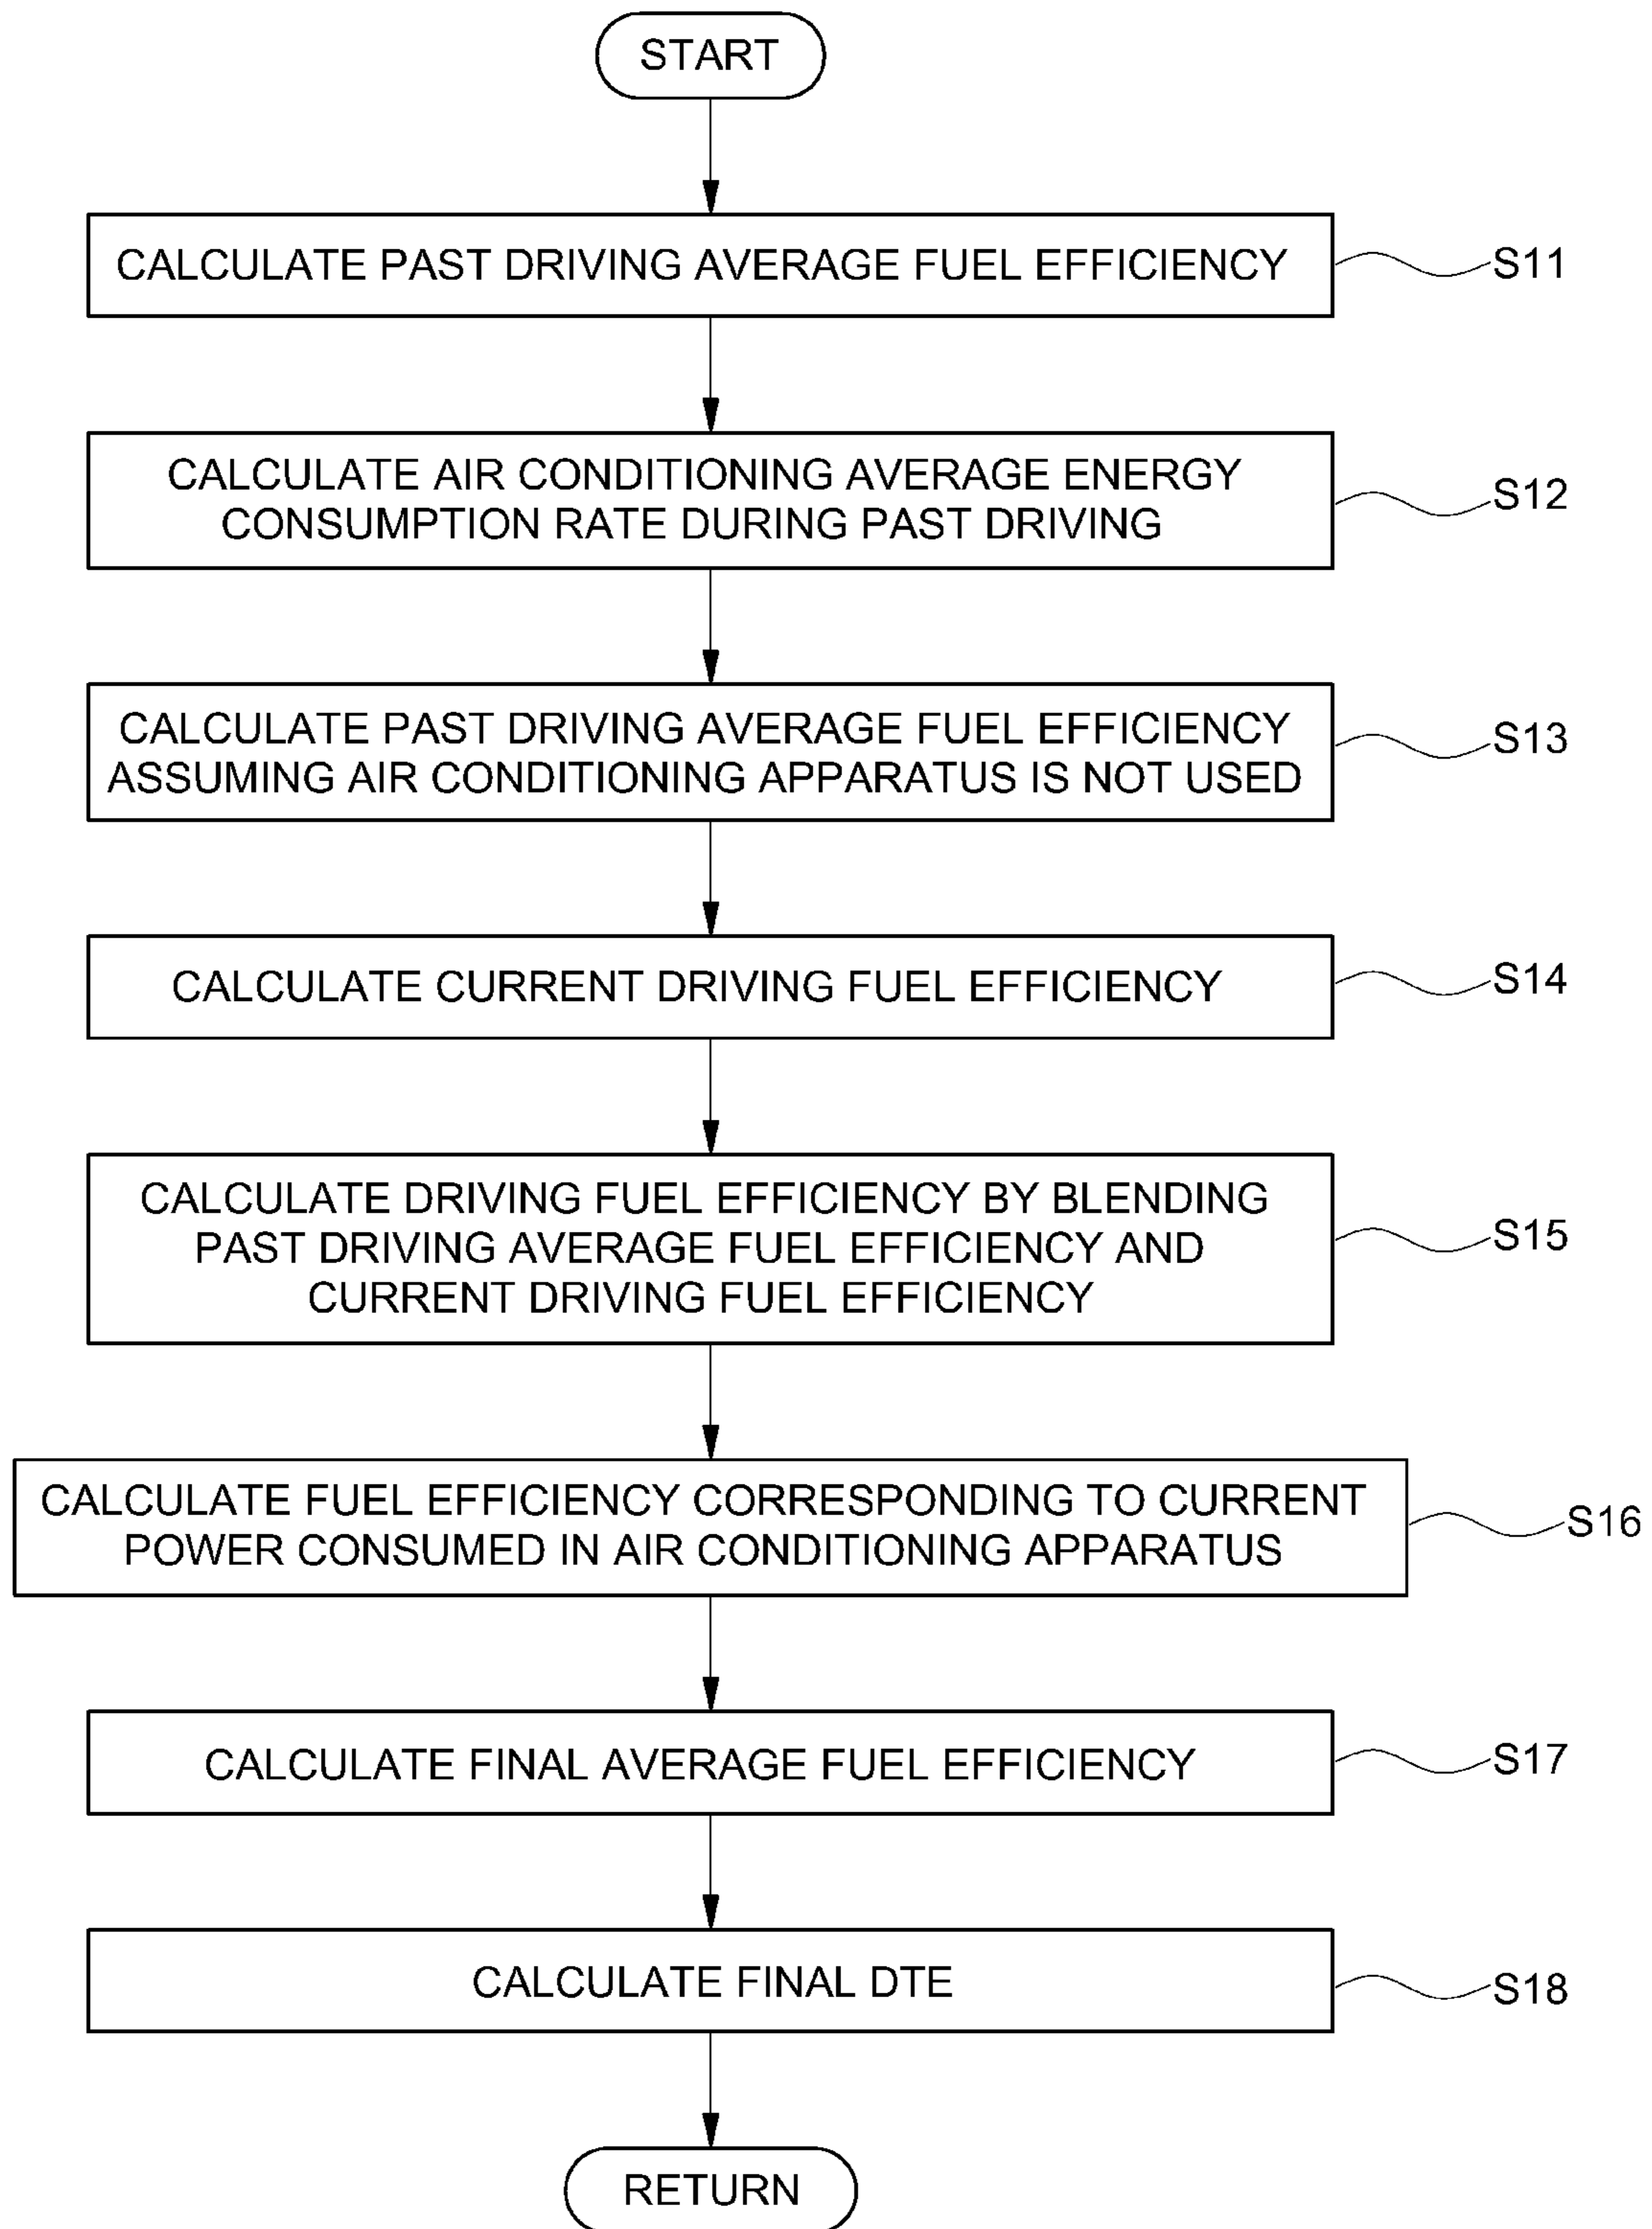 START
CALCULATE PAST DRIVING AVERAGE FUEL EFFICIENCY
S11
CALCULATE AIR CONDITIONING AVERAGE ENERGY
CONSUMPTION RATE DURING PAST DRIVING
S12
CALCULATE PAST DRIVING AVERAGE FUEL EFFICIENCY
ASSUMING AIR CONDITIONING APPARATUS IS NOT USED
S13
CALCULATE CURRENT DRIVING FUEL EFFICIENCY
S14
CALCULATE DRIVING FUEL EFFICIENCY BY BLENDING
PAST DRIVING AVERAGE FUEL EFFICIENCY AND
CURRENT DRIVING FUEL EFFICIENCY
S15
CALCULATE FUEL EFFICIENCY CORRESPONDING TO CURRENT
POWER CONSUMED IN AIR CONDITIONING APPARATUS
S16
CALCULATE FINAL AVERAGE FUEL EFFICIENCY
S17
CALCULATE FINAL DTE
S18
RETURN